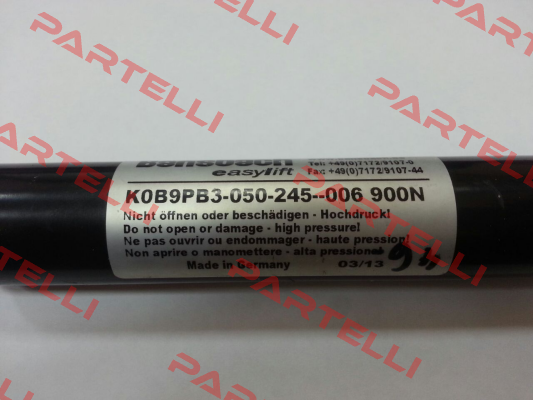 PARTELLI
PARTELLI
bansbach Tel: +49(0)7172/9107-0
easylift Fax: +49(0)7172/9107-44
K0B9PB3-050-245--006 900N
Nicht öffnen oder beschädigen - Hochdruck!
Do not open or damage - high pressure!
Ne pas ouvrir ou endommager - haute pression!
Non aprire o manomettere - alta pressione!
Made in Germany 03/13
PARTELLI
PARTELLI
PARTELLI
PARTELLI